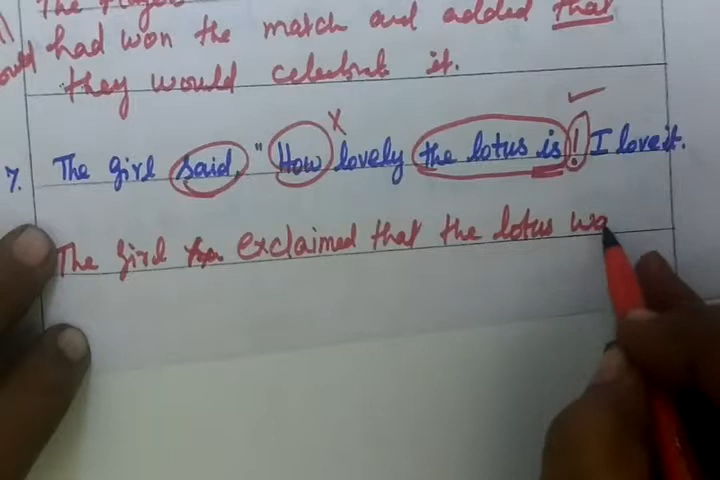 had won the match and added that
they would celebrate it.
7. The girl said, "How lovely the lotus is! I love it.
The girl exclaimed that the lotus wa